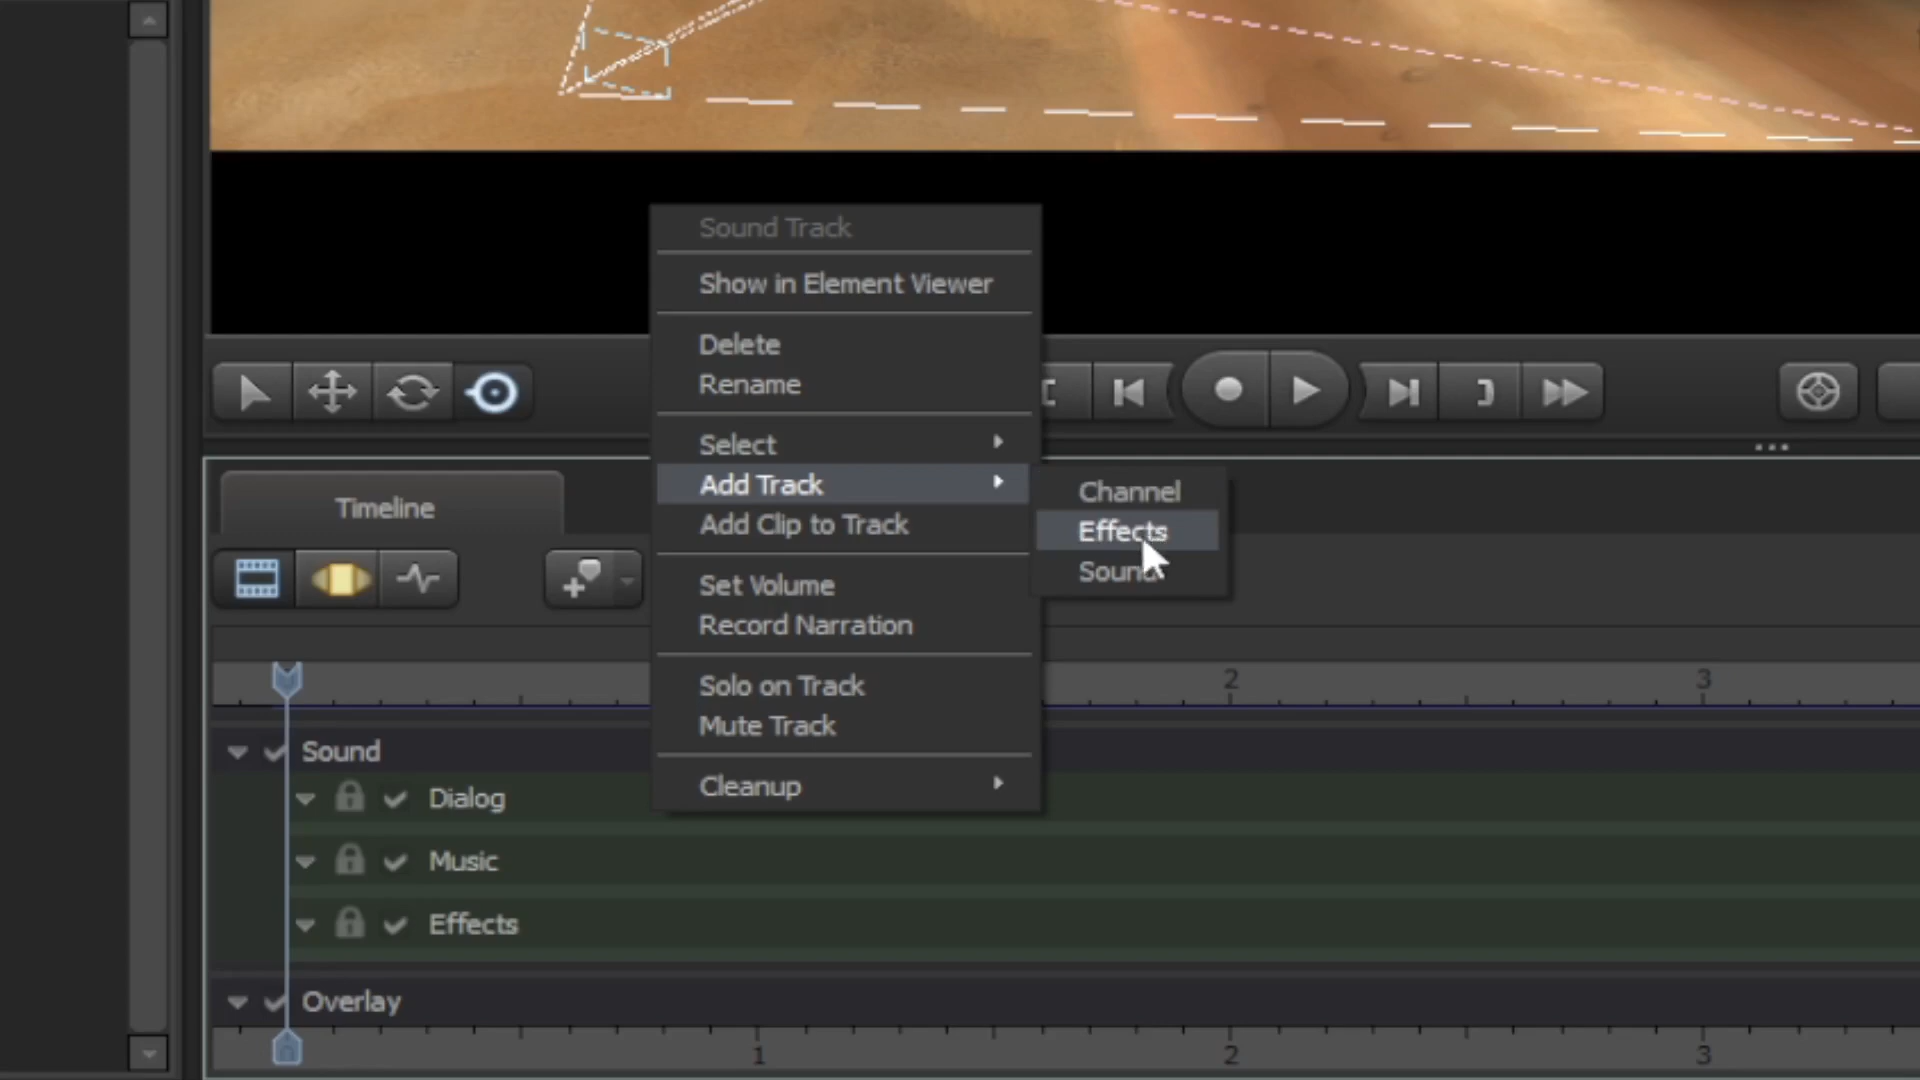 Sound Track
Show in Element Viewer
Delete
Rename
Select
Add Track
Add Clip to Track
Set Volume
Record Narration
Solo on Track
Mute Track
Cleanup
Channel
Effects
Sound
Timeline
2 3
Sound
Dialog
Music
Effects
Overlay
1 2 3